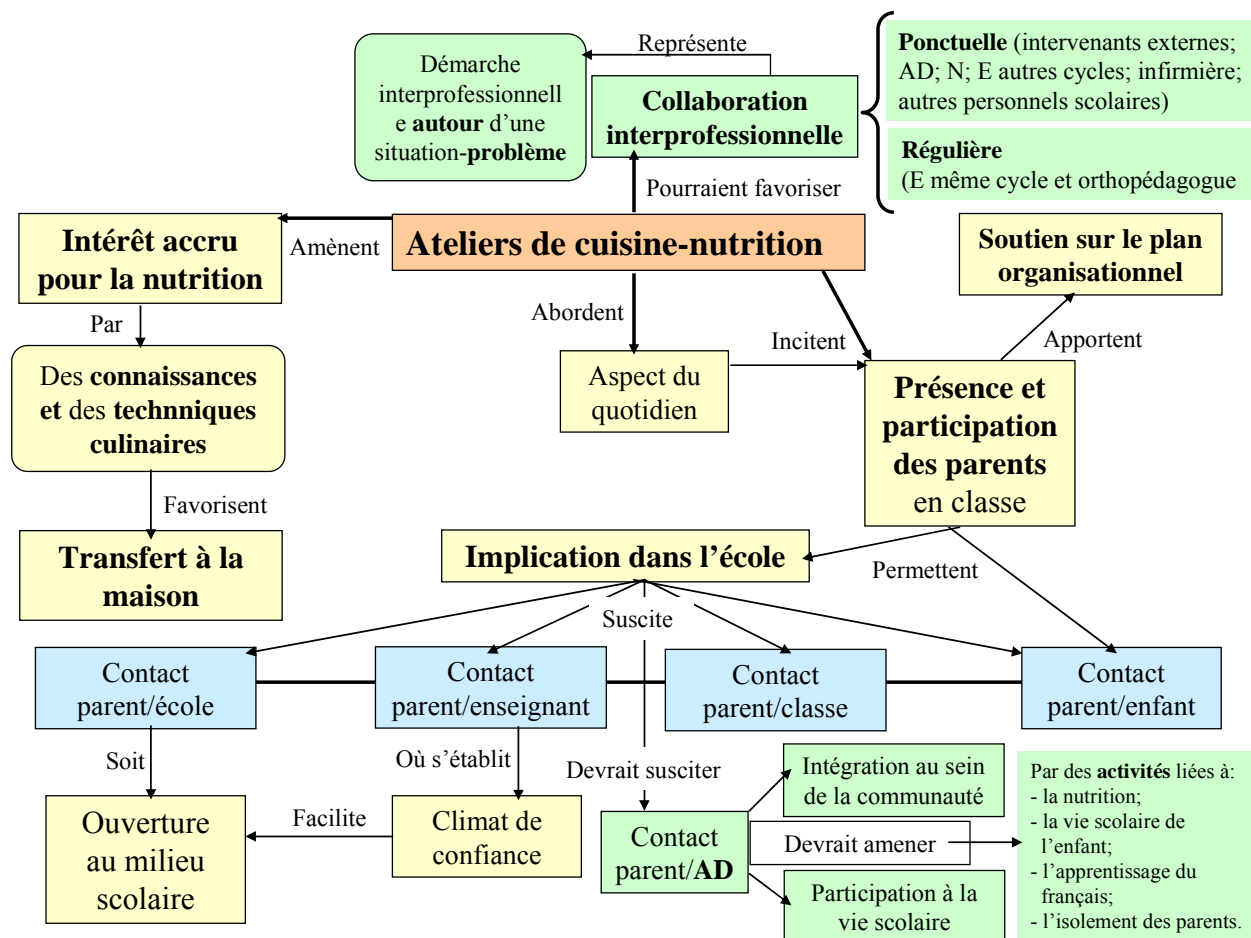 Représente
Démarche
interprofessionnell
e autour d'une
situation-problème
Collaboration
interprofessionnelle
Ponctuelle (intervenants externes;
AD; N; E autres cycles; infirmière;
autres personnels scolaires)
Régulière
(E même cycle et orthopédagogue
Pourraient favoriser
Intérêt accru
pour la nutrition
Amènent
Ateliers de cuisine-nutrition
Soutien sur le plan
organisationnel
Par
Abordent
Incitent
Apportent
Des connaissances
et des technniques
culinaires
Aspect du
quotidien
Présence et
participation
des parents
en classe
Favorisent
Transfert à la
maison
Implication dans l'école
Permettent
Suscite
Contact
parent/école
Contact
parent/enseignant
Contact
parent/classe
Contact
parent/enfant
Soit
Où s'établit
Devrait susciter
Ouverture
au milieu
scolaire
Facilite
Climat de
confiance
Contact
parent/AD
Intégration au sein
de la communauté
Devrait amener
Participation à la
vie scolaire
Par des activités liées à:
- la nutrition;
- la vie scolaire de
l'enfant;
- l'apprentissage du
français;
- l'isolement des parents.